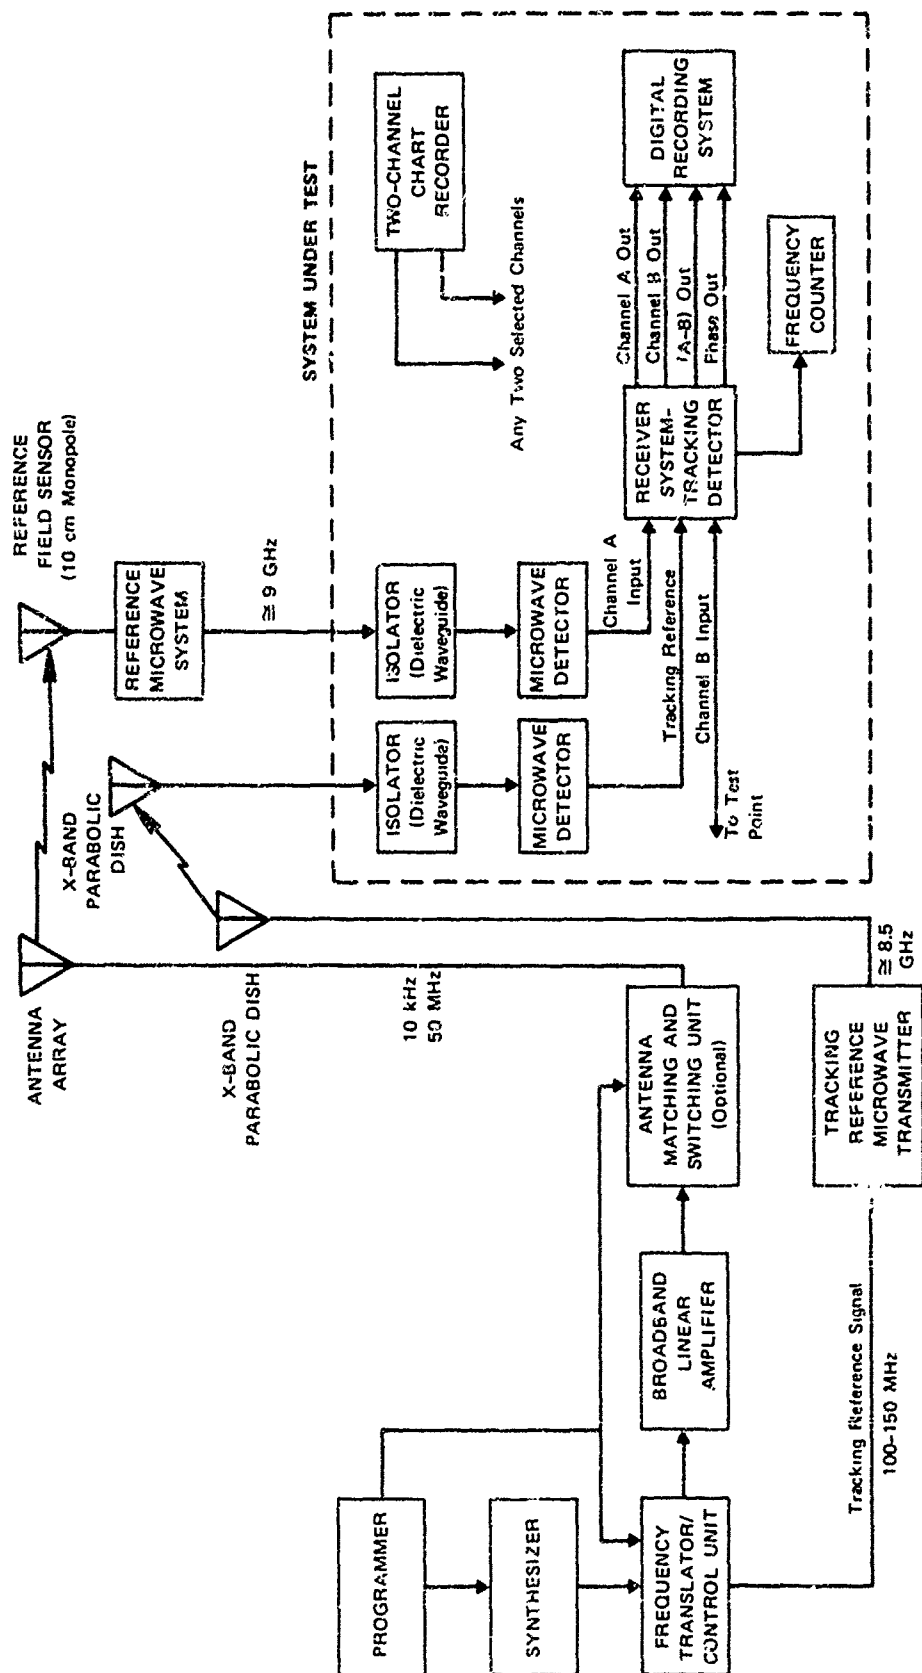 ANTENNA
ARRAY
X-BAND
PARABOLIC
DISH
REFERENCE
FIELD SENSOR
(10 cm Monopole)
X-BAND
PARABOLIC DISH
REFERENCE
MICROWAVE
SYSTEM
≅ 9 GHz
10 kHz
50 MHz
SYSTEM UNDER TEST
PROGRAMMER
ISOLATOR
(Dielectric
Waveguide)
ISOLATOR
(Dielectric
Waveguide)
TWO-CHANNEL
CHART
RECORDER
Any Two Selected Channels
SYNTHESIZER
MICROWAVE
DETECTOR
MICROWAVE
DETECTOR
Channel A
Input
Tracking Reference
Channel B Input
To Test
Point
FREQUENCY
TRANSLATOR/
CONTROL UNIT
BROADBAND
LINEAR
AMPLIFIER
ANTENNA
MATCHING AND
SWITCHING UNIT
(Optional)
RECEIVER
SYSTEM-
TRACKING
DETECTOR
Channel A Out
Channel B Out
(A-B) Out
Phase Out
DIGITAL
RECORDING
SYSTEM
FREQUENCY
COUNTER
Tracking Reference Signal
100-150 MHz
TRACKING
REFERENCE
MICROWAVE
TRANSMITTER
≅ 8.5
GHz